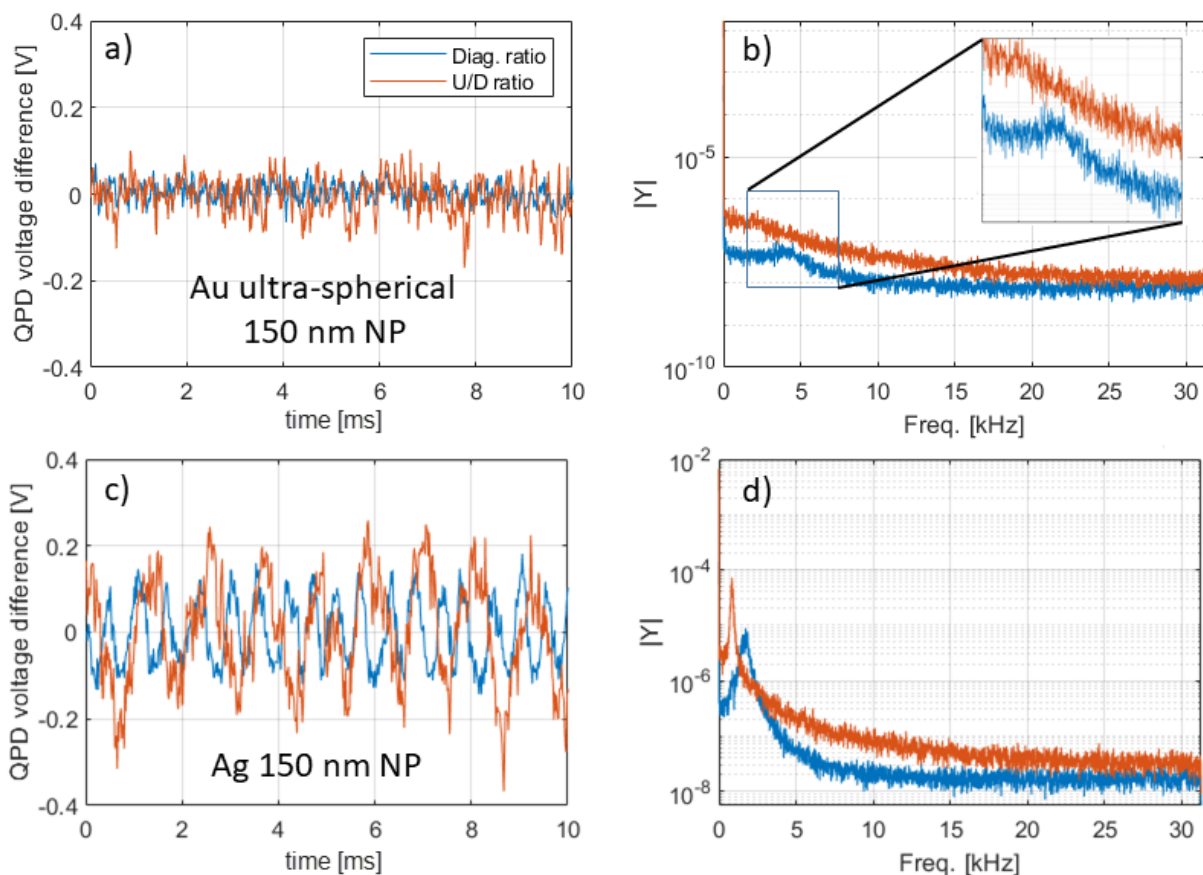 a)
QPD voltage difference [V]
0.4
0.2
0
-0.2
-0.4
Diag. ratio
U/D ratio
Au ultra-spherical
150 nm NP
0 2 4 6 8 10
time [ms]
b)
|Y|
10-5
10-10
0 5 10 15 20 25 30
Freq. [kHz]
c)
QPD voltage difference [V]
0.4
0.2
0
-0.2
-0.4
Ag 150 nm NP
0 2 4 6 8 10
time [ms]
d)
|Y|
10-2
10-4
10-6
10-8
0 5 10 15 20 25 30
Freq. [kHz]